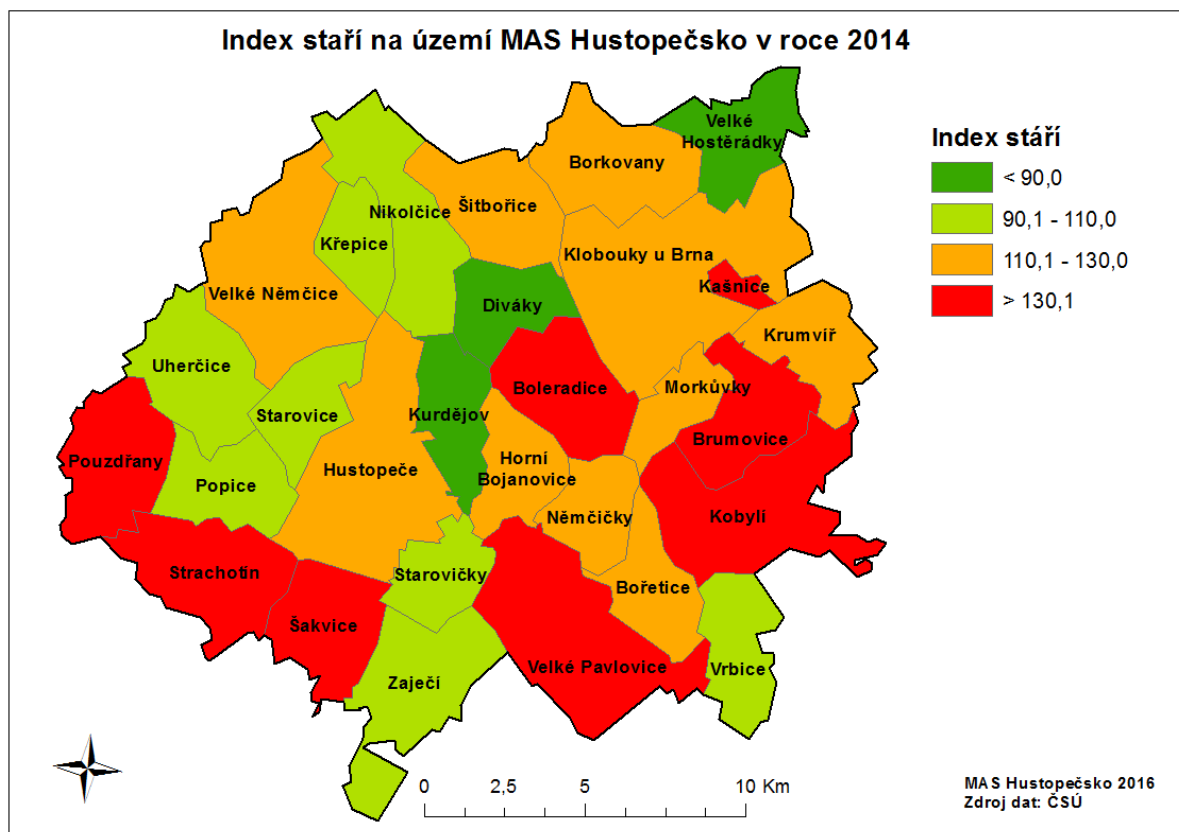 Index staří na území MAS Hustopečsko v roce 2014
Velké
Hostěrádky
Borkovany
Nikolčice
Šitbořice
Křepice
Klobouky u Brna
Kašnice
Velké Němčice
Diváky
Krumvíř
Uherčice
Boleradice
Morkůvky
Starovice
Kurdějov
Brumovice
Pouzdřany
Hustopeče
Horní
Bojanovice
Popice
Němčičky
Kobylí
Strachotín
Starovičky
Bořetice
Šakvice
Velké Pavlovice
Vrbice
Zaječí
Index stáří
< 90,0
90,1 - 110,0
110,1 - 130,0
> 130,1
0 2,5 5 10 Km
MAS Hustopečsko 2016
Zdroj dat: ČSÚ